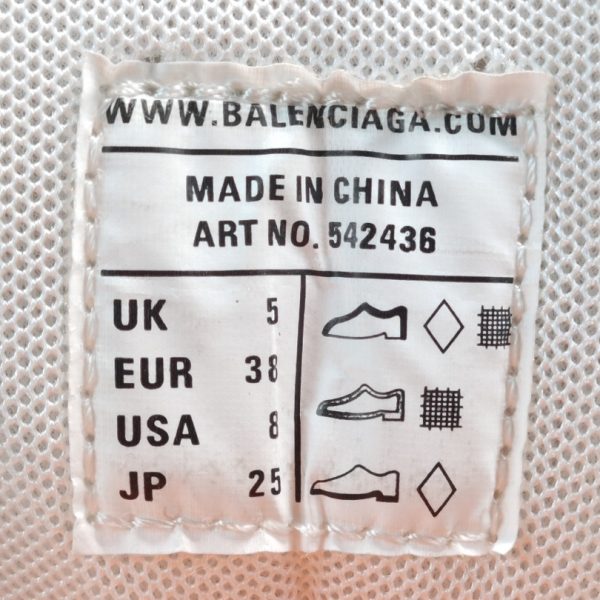 WWW.BALENCIAGA.COM
MADE IN CHINA
ART NO. 542436
UK 5
EUR 38
USA 8
JP 25